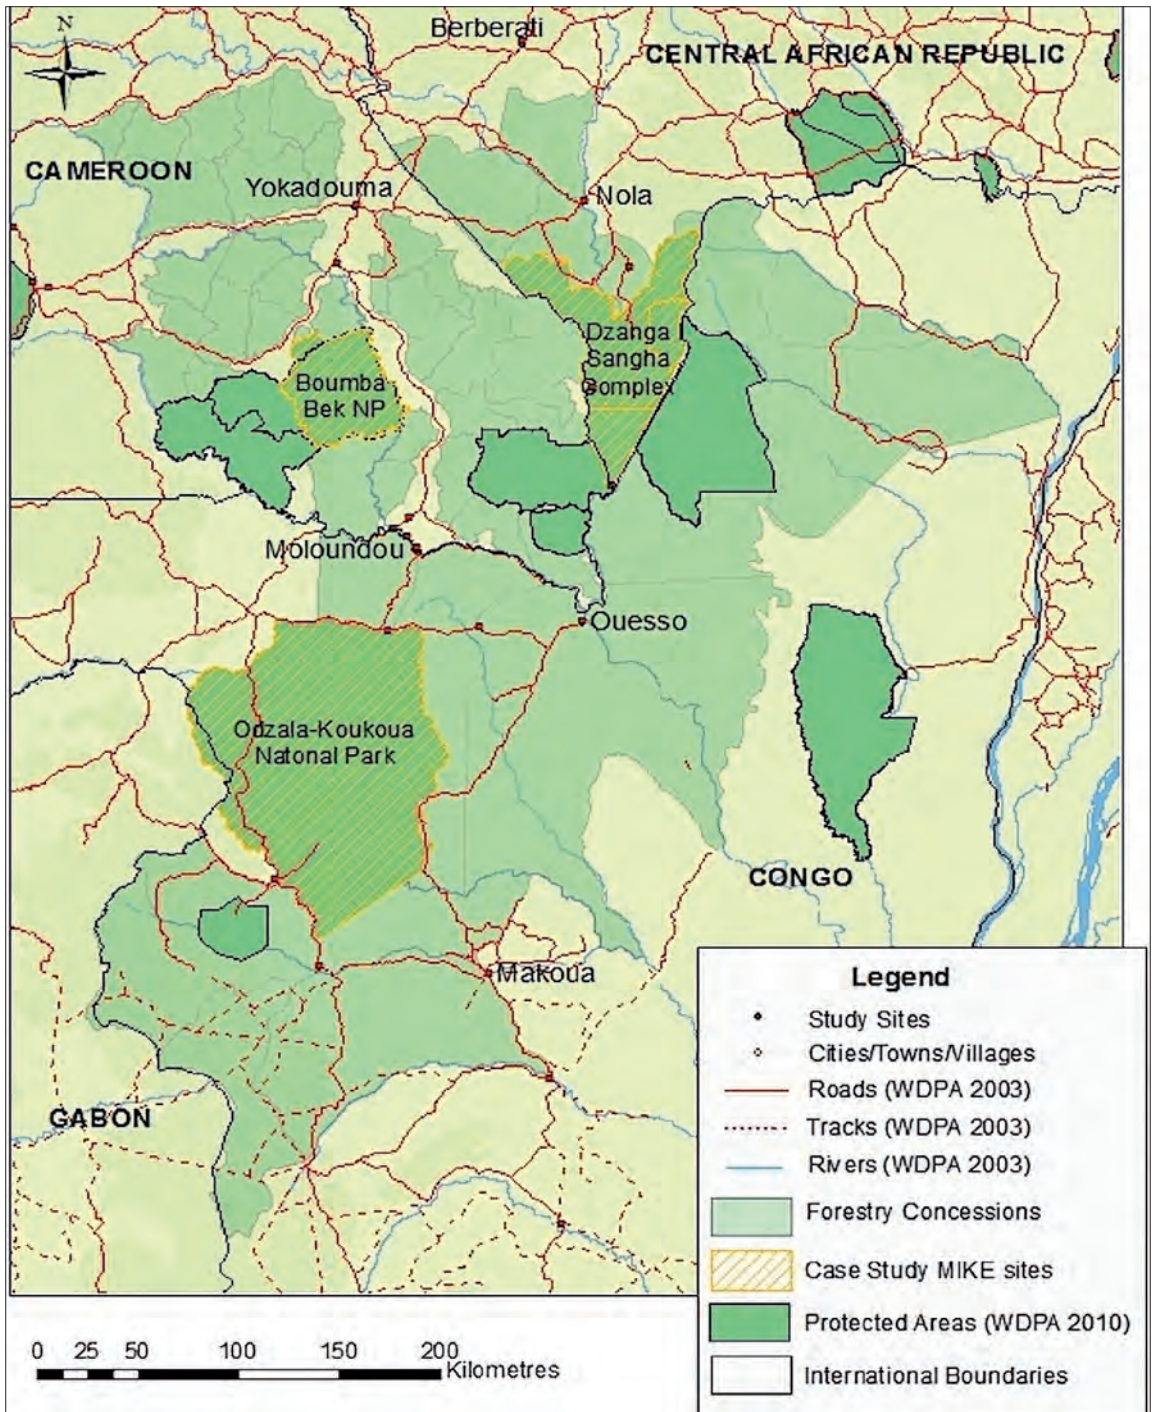 N
Berberati
CENTRAL AFRICAN REPUBLIC
CAMEROON
Yokadouma
Nola
Dzanga
Sangha
Complex
Boumba
Bek NP
Moloundou
Ouesso
Odzala-Koukoua
Natonal Park
CONGO
Makoua
GABON
Legend
Study Sites
Cities/Towns/Villages
Roads (WDPA 2003)
Tracks (WDPA 2003)
Rivers (WDPA 2003)
Forestry Concessions
Case Study MIKE sites
Protected Areas (WDPA 2010)
International Boundaries
0 25 50 100 150 200
Kilometres